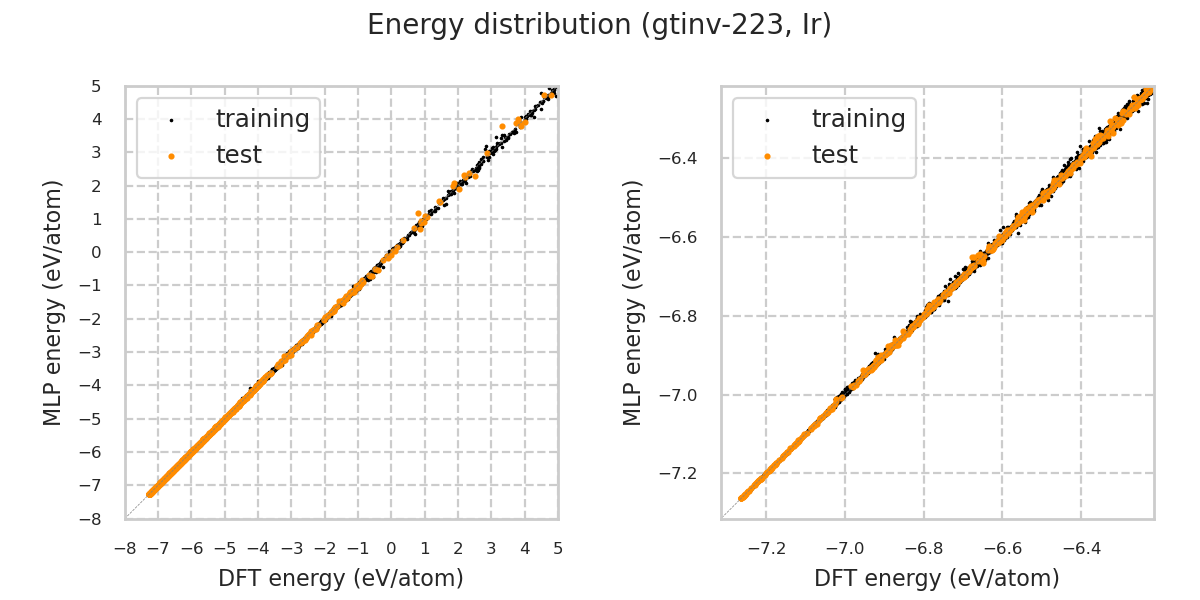 Energy distribution (gtinv-223, Ir)
5
4
3
2
1
0
−1
−2
−3
−4
−5
−6
−7
−8
MLP energy (eV/atom)
training
test
−8 −7 −6 −5 −4 −3 −2 −1 0 1 2 3 4 5
DFT energy (eV/atom)
−6.4
−6.6
−6.8
−7.0
−7.2
MLP energy (eV/atom)
training
test
−7.2 −7.0 −6.8 −6.6 −6.4
DFT energy (eV/atom)